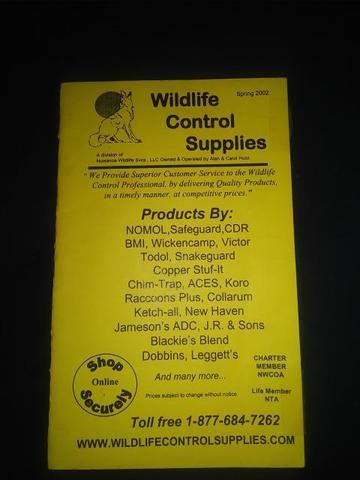 Wildlife
Spring 2002
Control
Supplies
A division of
Nuisance Wildlife Svcs., LLC Owned & Operated by Alan & Carol Huot
"We Provide Superior Customer Service to the Wildlife
Control Professional, by delivering Quality Products,
in a timely manner, at competitive prices."
Products By:
NOMOL,Safeguard,CDR
BMI, Wickencamp, Victor
Todol, Snakeguard
Copper Stuf-It
Chim-Trap, ACES, Koro
Raccoons Plus, Collarum
Ketch-all, New Haven
Jameson's ADC, J.R. & Sons
Blackie's Blend
Dobbins, Leggett's
And many more...
Prices subject to change without notice
Shop
Online
Securely
CHARTER
MEMBER
NWCOA
Life Member
NTA
Toll free 1-877-684-7262
WWW.WILDLIFECONTROLSUPPLIES.COM